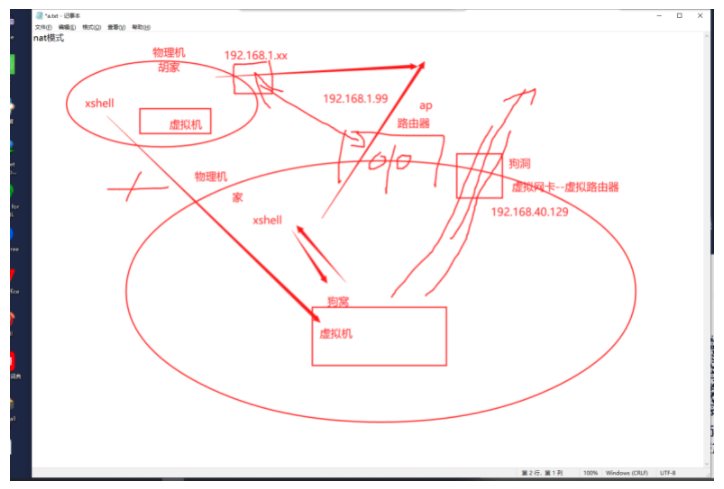 *a.txt - 记事本
文件(F) 编辑(E) 格式(O) 查看(V) 帮助(H)
nat模式
物理机
胡家
192.168.1.xx
xshell
虚拟机
192.168.1.99
ap
路由器
狗洞
虚拟网卡--虚拟路由器
192.168.40.129
物理机
家
xshell
狗窝
虚拟机
第 2 行，第 1 列 100% Windows (CRLF) UTF-8